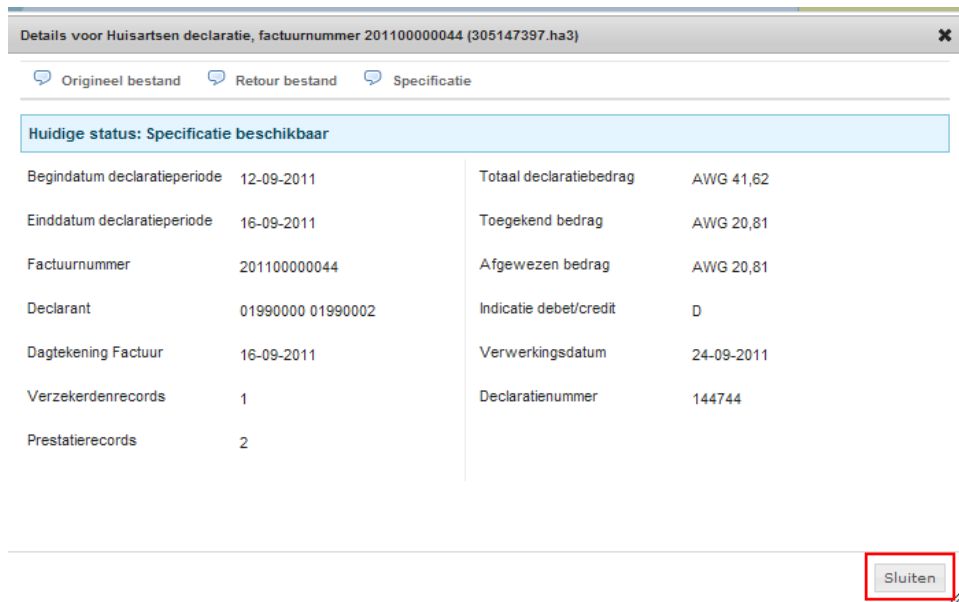 Details voor Huisartsen declaratie, factuurnummer 201100000044 (305147397.ha3)
Origineel bestand Retour bestand Specificatie
Huidige status: Specificatie beschikbaar
Begindatum declaratieperiode 12-09-2011
Einddatum declaratieperiode 16-09-2011
Factuurnummer 201100000044
Declarant 01990000 01990002
Dagtekening Factuur 16-09-2011
Verzekerdenrecords 1
Prestatierecords 2
Totaal declaratiebedrag AWG 41,62
Toegekend bedrag AWG 20,81
Afgewezen bedrag AWG 20,81
Indicatie debet/credit D
Verwerkingsdatum 24-09-2011
Declaratienummer 144744
Sluiten